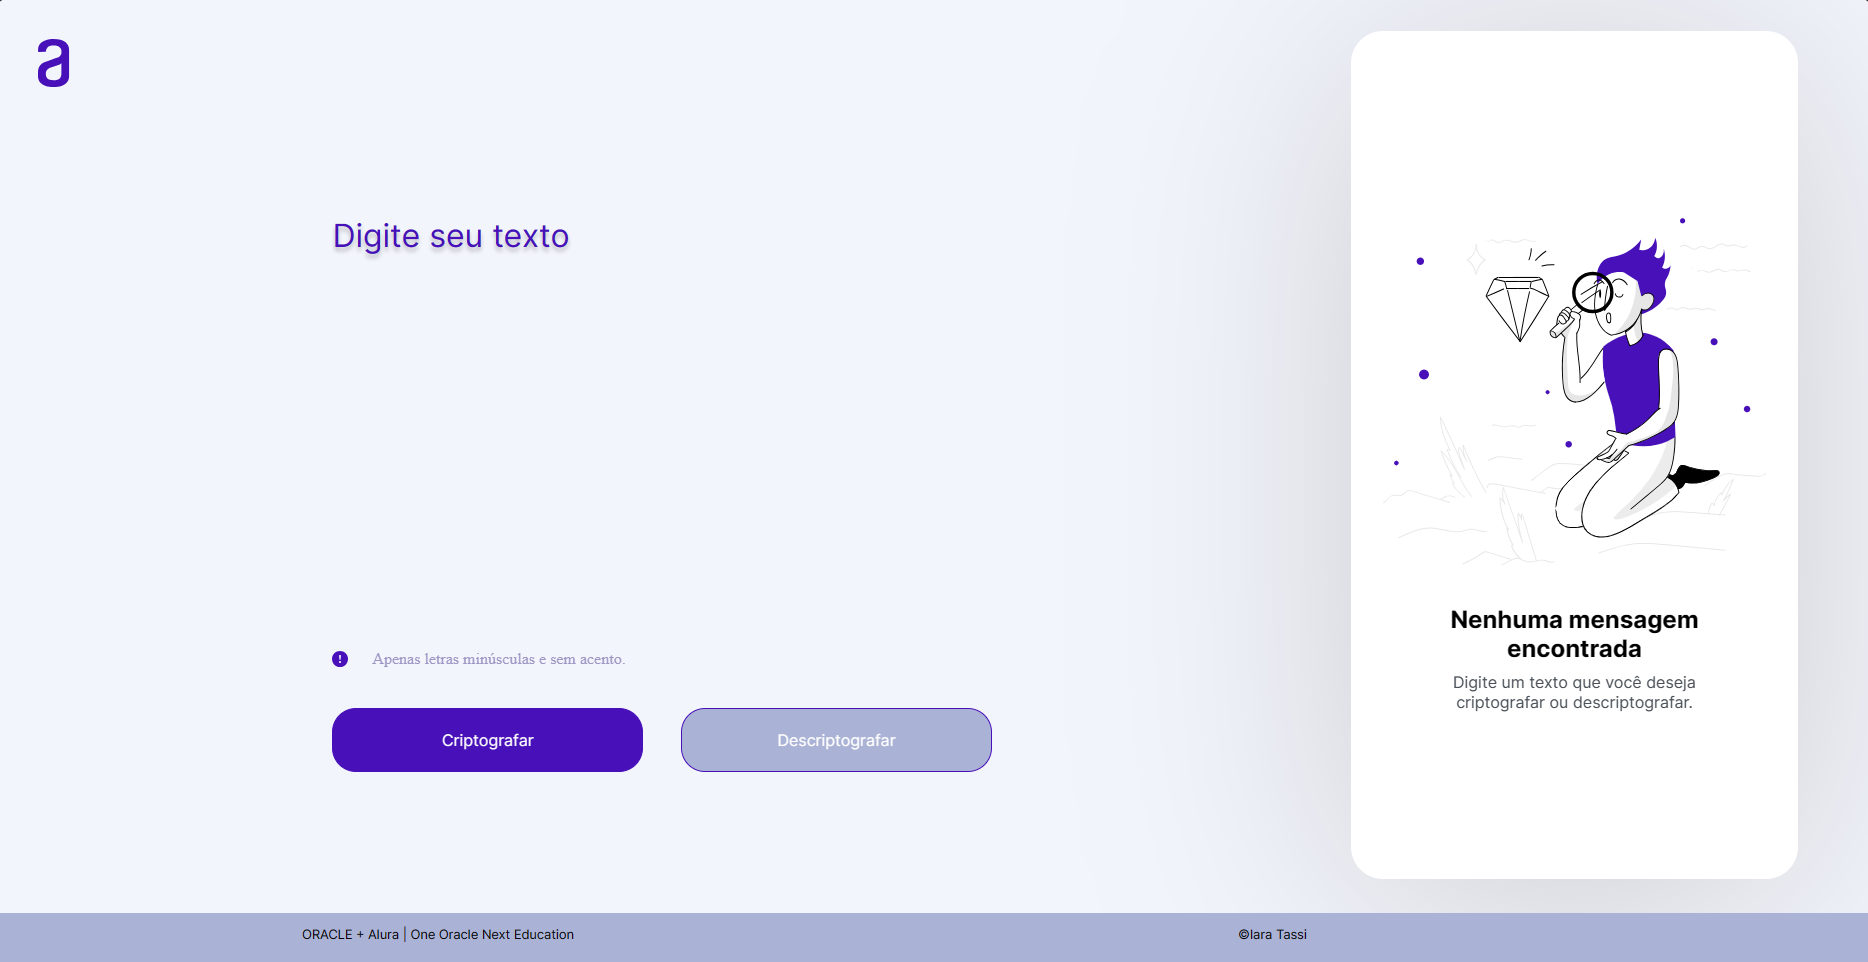 a
Digite seu texto
Apenas letras minúsculas e sem acento.
Criptografar
Descriptografar
Nenhuma mensagem
encontrada
Digite um texto que você deseja
criptografar ou descriptografar.
ORACLE + Alura | One Oracle Next Education
©Iara Tassi